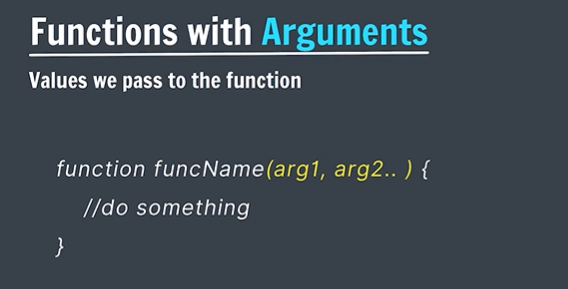 Functions with Arguments
Values we pass to the function
function funcName(arg1, arg2.. ) {
//do something
}